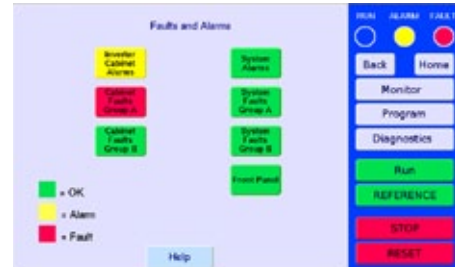 Faults and Alarms
Inverter
Cabinet
Alarms
System
Alarms
Cabinet
Faults
Group A
System
Faults
Group A
Cabinet
Faults
Group B
System
Faults
Group B
Front Panel
= OK
= Alarm
= Fault
Help
RUN ALARM FAULT
Back Home
Monitor
Program
Diagnostics
Run
REFERENCE
STOP
RESET